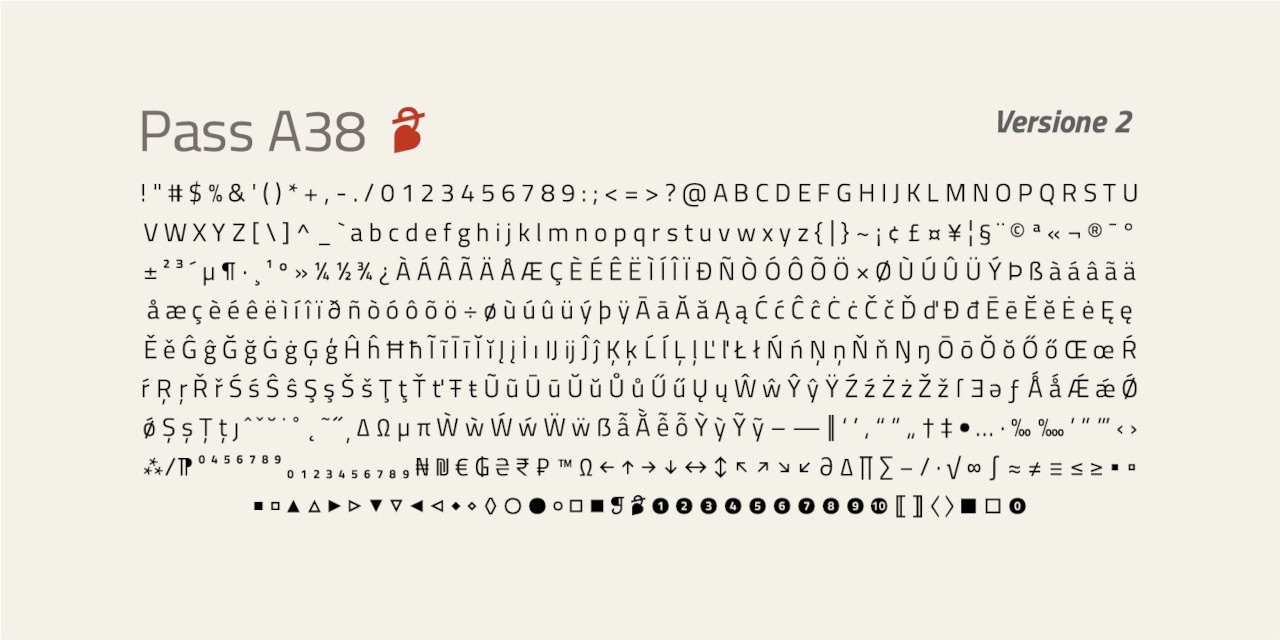 Pass A38 ❧
Versione 2
! " # $ % & ' ( ) * + , - . / 0 1 2 3 4 5 6 7 8 9 : ; < = > ? @ A B C D E F G H I J K L M N O P Q R S T U
V W X Y Z [ \ ] ^ _ ` a b c d e f g h i j k l m n o p q r s t u v w x y z { | } ~ ¡ ¢ £ ¤ ¥ ¦ § ¨ © ª « ¬ ® ¯ °
± ² ³ ´ µ ¶ · ¸ ¹ º » ¼ ½ ¾ ¿ À Á Â Ã Ä Å Æ Ç È É Ê Ë Ì Í Î Ï Ð Ñ Ò Ó Ô Õ Ö × Ø Ù Ú Û Ü Ý Þ ß à á â ã ä
å æ ç è é ê ë ì í î ï ð ñ ò ó ô õ ö ÷ ø ù ú û ü ý þ ÿ Ā ā Ă ă Ą ą Ć ć Ĉ ĉ Ċ ċ Č č Ď ď Đ đ Ē ē Ĕ ĕ Ė ė Ę ę
Ě ě Ĝ ĝ Ğ ğ Ġ ġ Ģ ģ Ĥ ĥ Ħ ħ Ĩ ĩ Ī ī Ĭ ĭ Į į İ ı Ĳ ĳ Ĵ ĵ Ķ ķ Ĺ ĺ Ļ ļ Ľ ľ Ł ł Ń ń Ņ ņ Ň ň Ŋ ŋ Ō ō Ŏ ŏ Ő ő Œ œ Ŕ
ŕ Ŗ ŗ Ř ř Ś ś Ŝ ŝ Ş ş Š š Ţ ţ Ť ť Ŧ ŧ Ũ ũ Ū ū Ŭ ŭ Ů ů Ű ű Ų ų Ŵ ŵ Ŷ ŷ Ÿ Ź ź Ż ż Ž ž ſ Ǝ ə ƒ Ǻ ǻ Ǽ ǽ Ǿ
ǿ Ș ș Ț ț ȷ ˆ ˇ ˘ ˙ ˚ ˛ ˜ ˝ ̦ Δ Ω μ π Ẁ ẁ Ẃ ẃ Ẅ ẅ ẞ ẫ Ằ ễ ỗ Ỳ ỳ Ỹ ỹ – — ‖ ‘ ’ ‚ “ ” „ † ‡ • … ‧ ‰ ‱ ′ ″ ‴ ‹ ›
⁂ ⁄ ⁋ ⁰ ⁴ ⁵ ⁶ ⁷ ⁸ ⁹ ₀ ₁ ₂ ₃ ₄ ₅ ₆ ₇ ₈ ₉ ₦ ₪ € ₲ ₴ ₹ ₽ ™ Ω ← ↑ → ↓ ↔ ↕ ↖ ↗ ↘ ↙ ∂ ∆ ∏ ∑ − ∕ ∙ √ ∞ ∫ ≈ ≠ ≡ ≤ ≥ ▪ ▫
▪ ▫ ▲ △ ▶ ▷ ▼ ▽ ◀ ◁ ⬥ ⬦ ◊ ○ ● ◦ □ ■ ❡ ❧ ❶ ❷ ❸ ❹ ❺ ❻ ❼ ❽ ❾ ❿ ⟦ ⟧ ⟨ ⟩ ■ □ ⓿